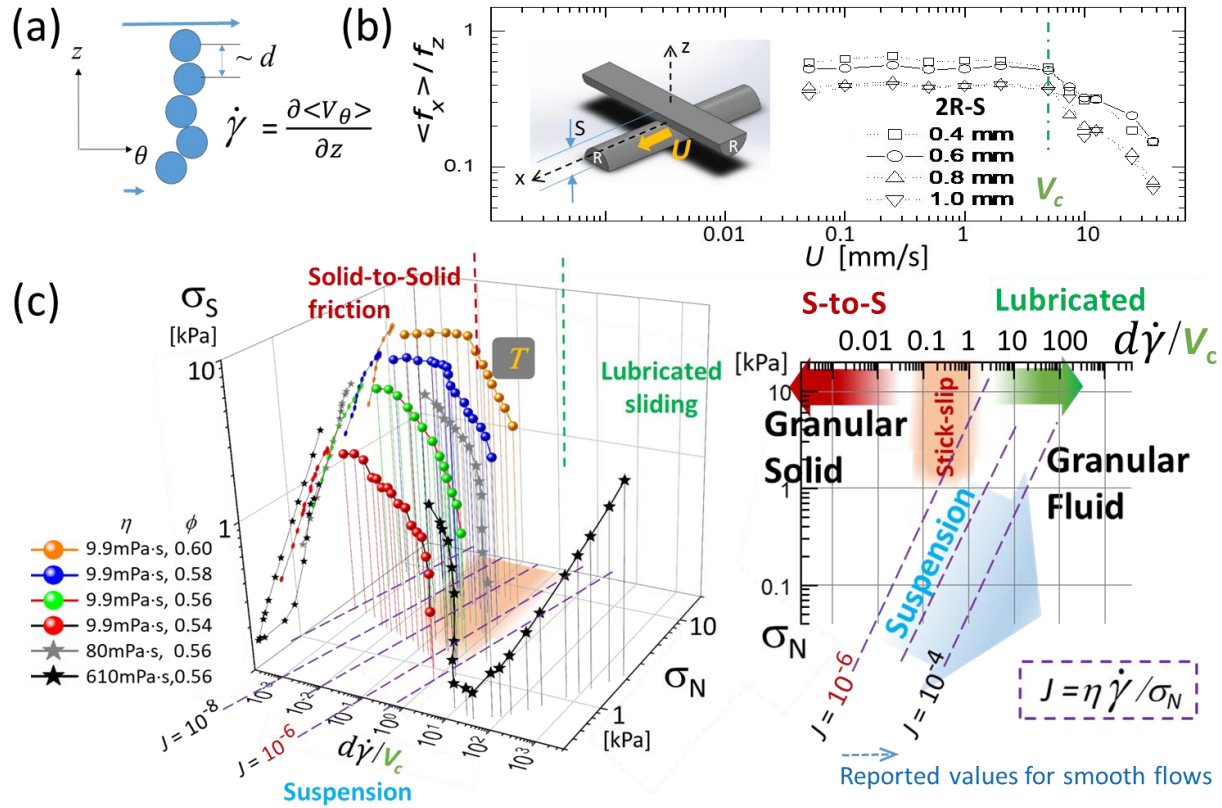 (a)
z
~ d
γ̇ = ∂<V_θ> / ∂z
θ
(b)
<f_x> / f_z
1
0.1
z
S
R
U
R
x
2R-S
0.4 mm
0.6 mm
0.8 mm
1.0 mm
V_c
0.01
0.1
1
10
U [mm/s]
(c)
σ_S
[kPa]
10
1
Solid-to-Solid
friction
T
Lubricated
sliding
η ϕ
9.9mPa·s, 0.60
9.9mPa·s, 0.58
9.9mPa·s, 0.56
9.9mPa·s, 0.54
80mPa·s, 0.56
610mPa·s, 0.56
10⁰
10¹
10²
10³
dγ̇/V_c
J = 10⁻⁸
J = 10⁻⁶
Suspension
10
σ_N
1
[kPa]
S-to-S
Lubricated
0.01 0.1 1 10 100
dγ̇/V_c
[kPa]
10
1
0.1
σ_N
Granular
Solid
Stick-slip
Granular
Fluid
Suspension
J = 10⁻⁶
J = 10⁻⁴
J = η γ̇ /σ_N
Reported values for smooth flows